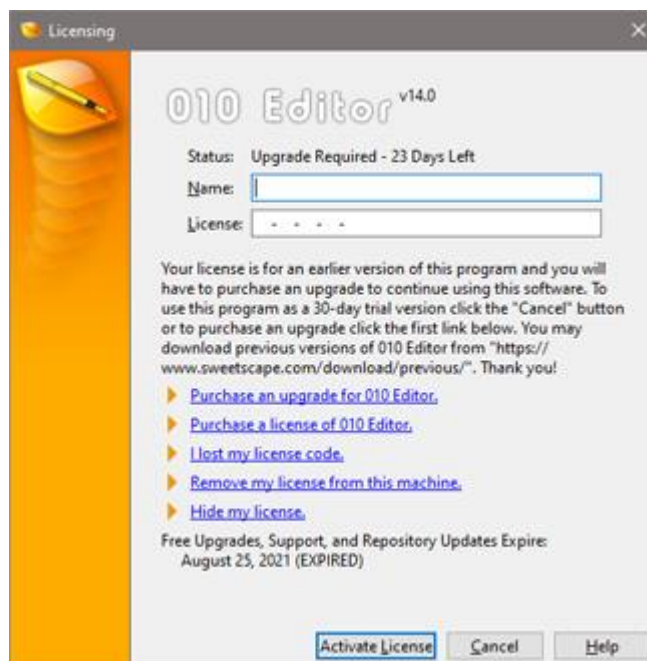 Licensing
010 Editor v14.0
Status: Upgrade Required - 23 Days Left
Name:
License: - - - -
Your license is for an earlier version of this program and you will
have to purchase an upgrade to continue using this software. To
use this program as a 30-day trial version click the "Cancel" button
or to purchase an upgrade click the first link below. You may
download previous versions of 010 Editor from "https://
www.sweetscape.com/download/previous/". Thank you!
Purchase an upgrade for 010 Editor.
Purchase a license of 010 Editor.
I lost my license code.
Remove my license from this machine.
Hide my license.
Free Upgrades, Support, and Repository Updates Expire:
August 25, 2021 (EXPIRED)
Activate License Cancel Help